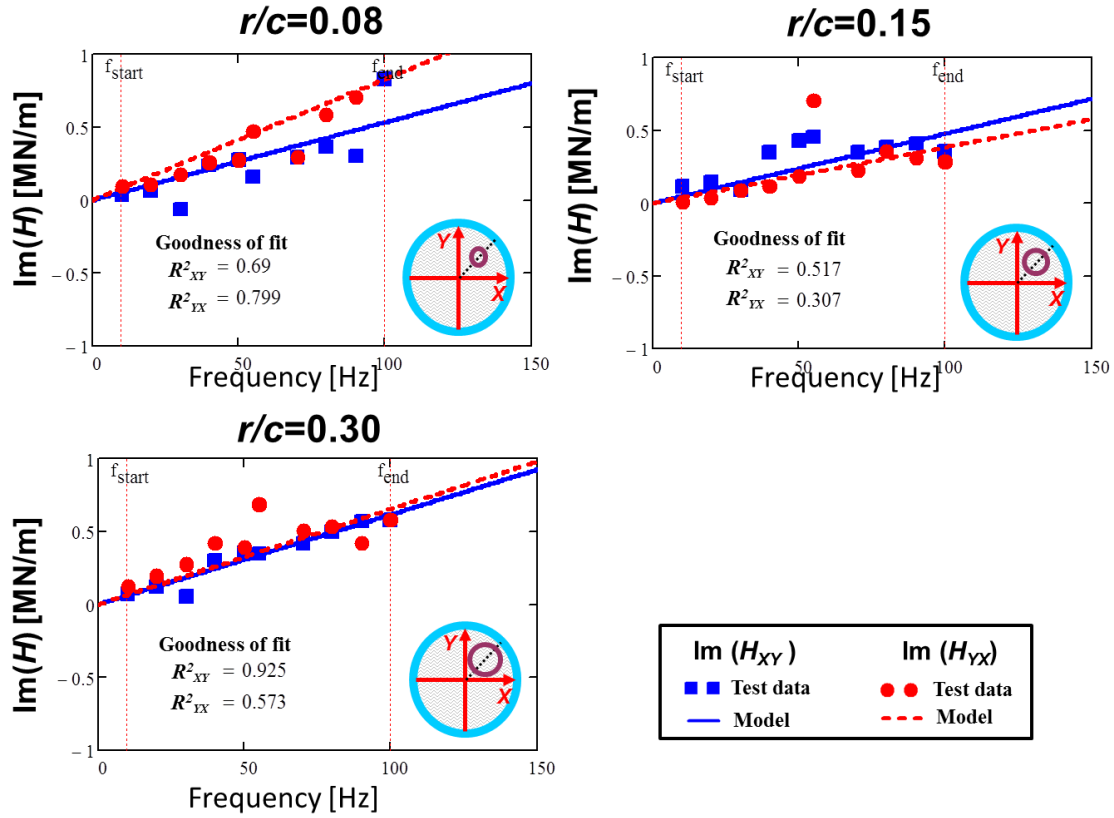 r/c=0.08
1
f_start
f_end
0.5
0
– 0.5
– 1
Im(H) [MN/m]
Goodness of fit
R²_XY = 0.69
R²_YX = 0.799
Y
X
0 50 100 150
Frequency [Hz]
r/c=0.15
1
f_start
f_end
0.5
0
– 0.5
– 1
Im(H) [MN/m]
Goodness of fit
R²_XY = 0.517
R²_YX = 0.307
Y
X
0 50 100 150
Frequency [Hz]
r/c=0.30
1
f_start
f_end
0.5
0
– 0.5
– 1
Im(H) [MN/m]
Goodness of fit
R²_XY = 0.925
R²_YX = 0.573
Y
X
0 50 100 150
Frequency [Hz]
Im (H_XY ) Im (H_YX)
Test data Test data
Model Model